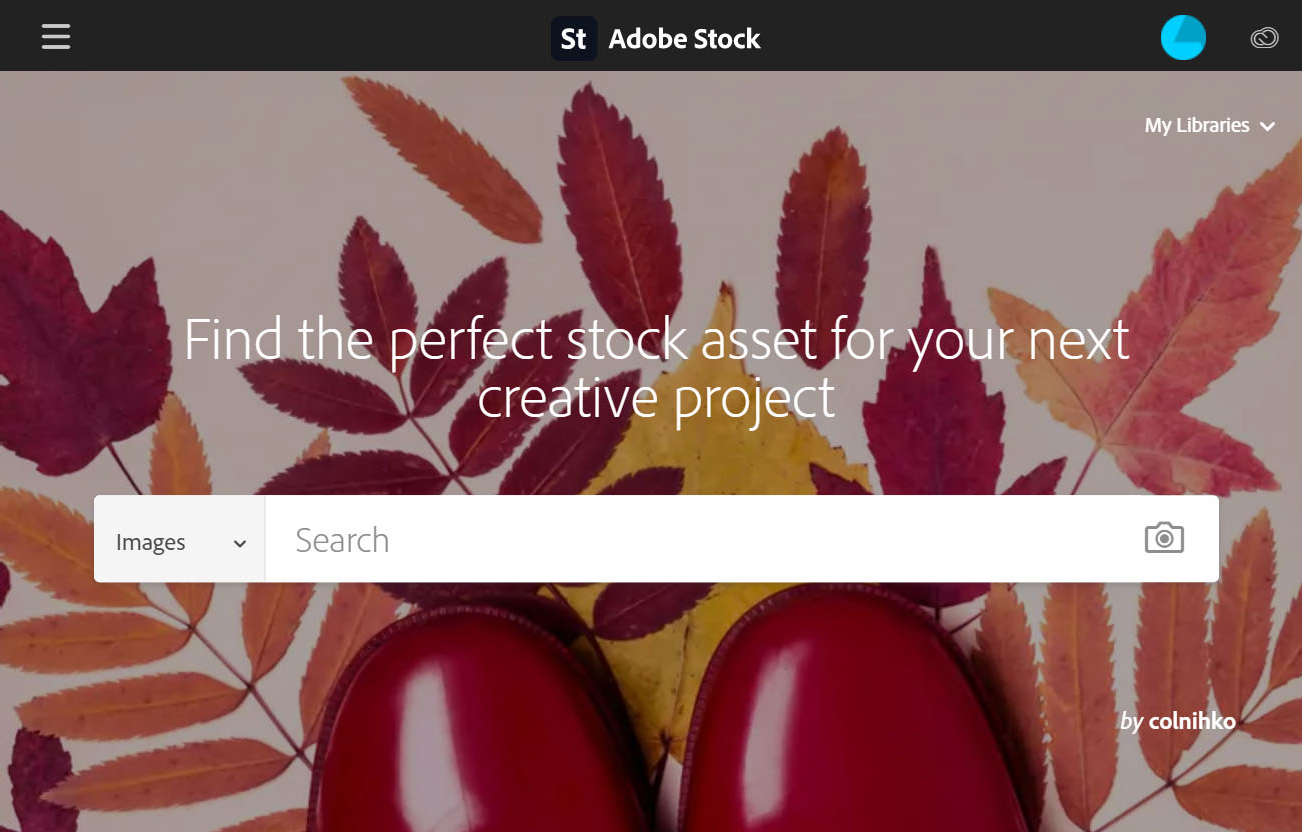 St Adobe Stock
My Libraries
Find the perfect stock asset for your next
creative project
Images
Search
by colnihko